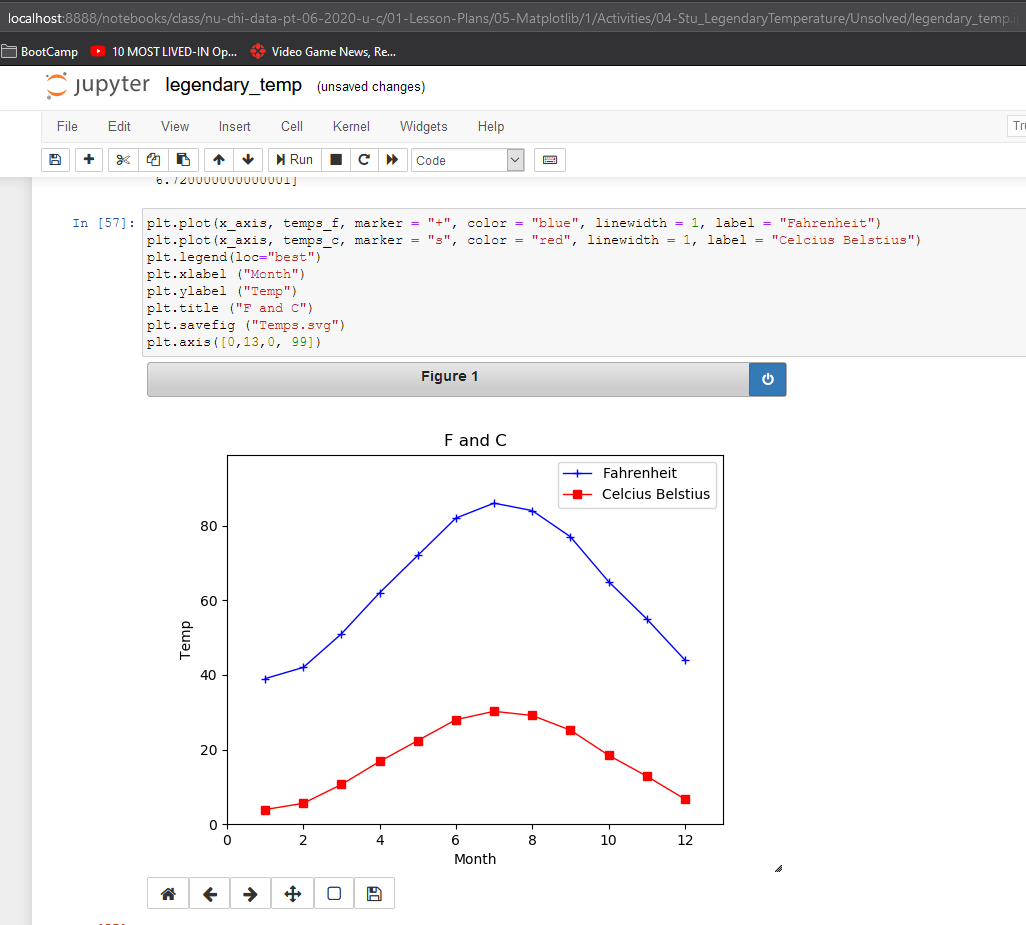 localhost:8888/notebooks/class/nu-chi-data-pt-06-2020-u-c/01-Lesson-Plans/05-Matplotlib/1/Activities/04-Stu_LegendaryTemperature/Unsolved/legendary_temp.
BootCamp 10 MOST LIVED-IN Op... Video Game News, Re...
jupyter legendary_temp (unsaved changes)
File Edit View Insert Cell Kernel Widgets Help
Run Code
6.720000000000001]
In [57]: plt.plot(x_axis, temps_f, marker = "+", color = "blue", linewidth = 1, label = "Fahrenheit")
plt.plot(x_axis, temps_c, marker = "s", color = "red", linewidth = 1, label = "Celcius Belstius")
plt.legend(loc="best")
plt.xlabel ("Month")
plt.ylabel ("Temp")
plt.title ("F and C")
plt.savefig ("Temps.svg")
plt.axis([0,13,0, 99])
Figure 1
F and C
Fahrenheit
Celcius Belstius
80
60
Temp
40
20
0
0 2 4 6 8 10 12
Month